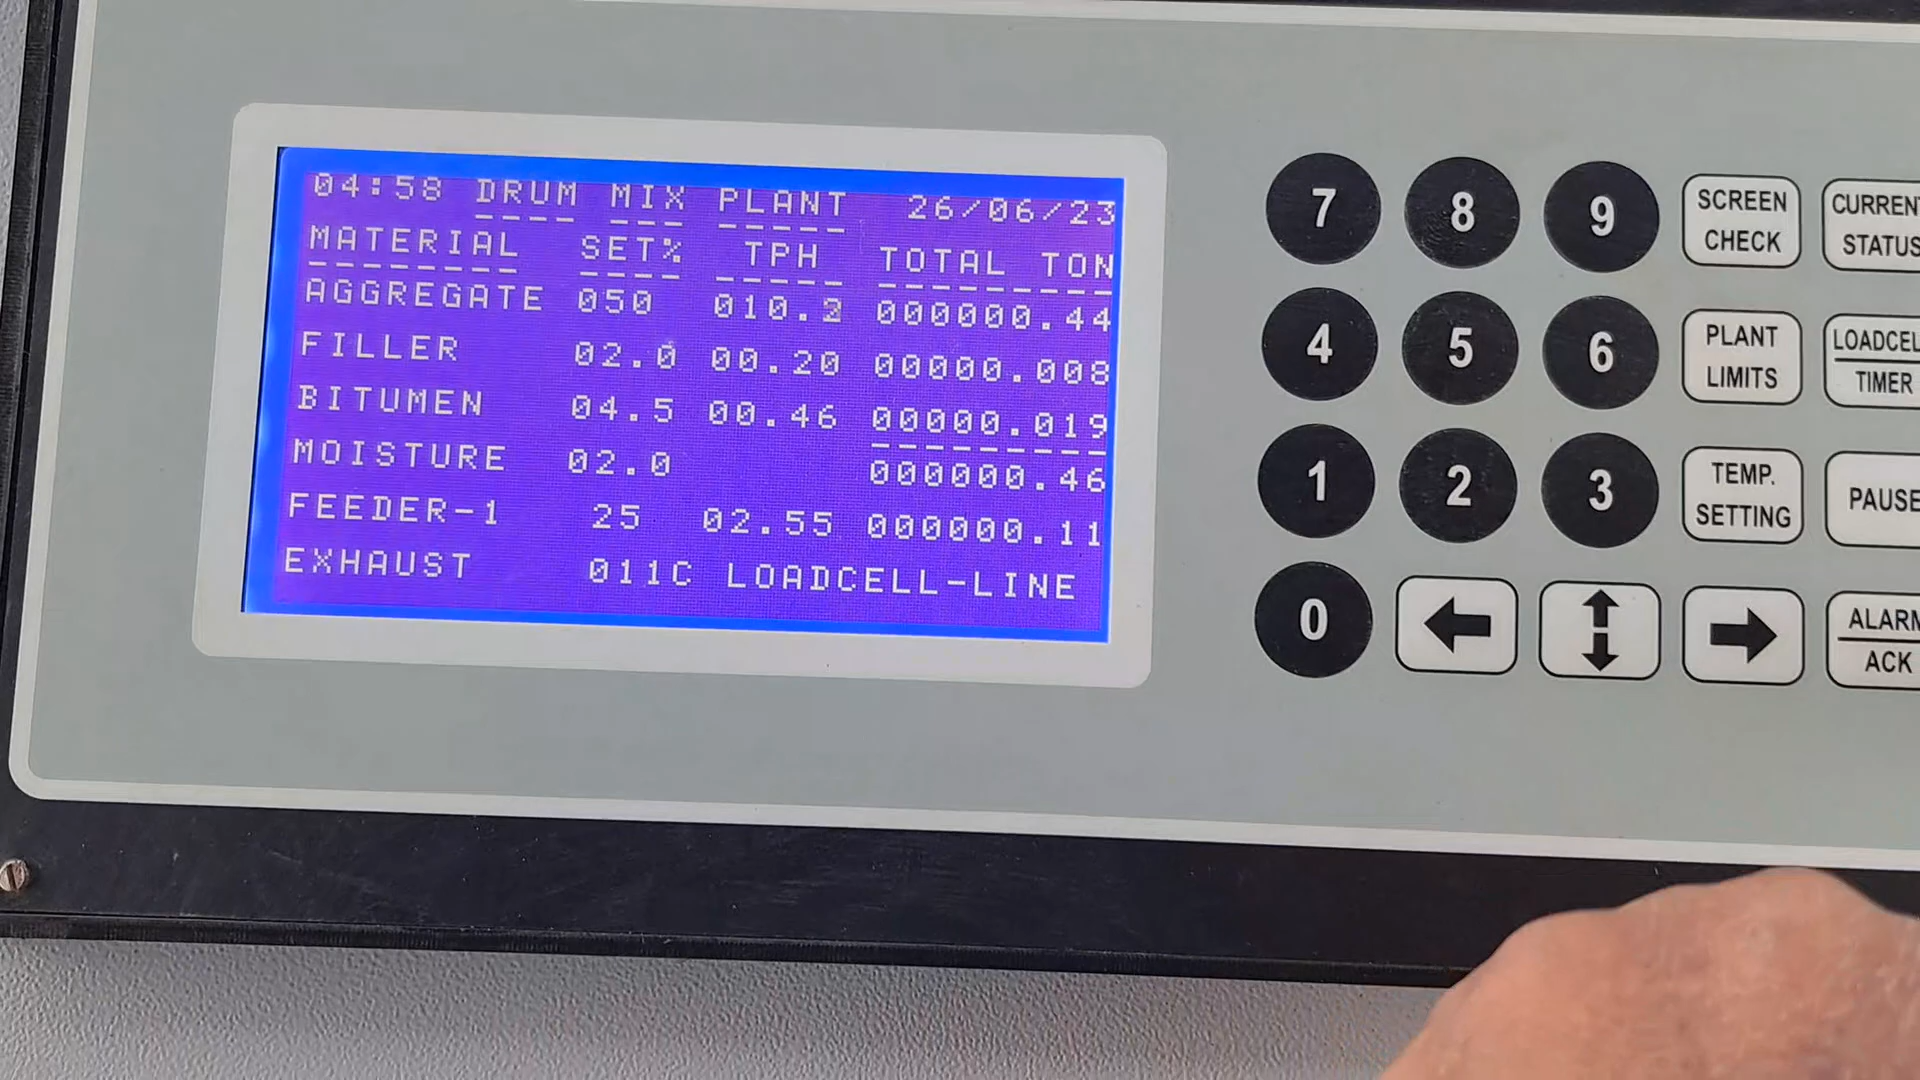 04:58 DRUM MIX PLANT 26/06/23
MATERIAL SET% TPH TOTAL TON
AGGREGATE 050 010.2 000000.44
FILLER 02.0 00.20 00000.008
BITUMEN 04.5 00.46 00000.019
MOISTURE 02.0 000000.46
FEEDER-1 25 02.55 000000.11
EXHAUST 011C LOADCELL-LINE
7 8 9 SCREEN CHECK CURRENT STATUS
4 5 6 PLANT LIMITS LOADCELL TIMER
1 2 3 TEMP. SETTING PAUSE
0 ALARM ACK